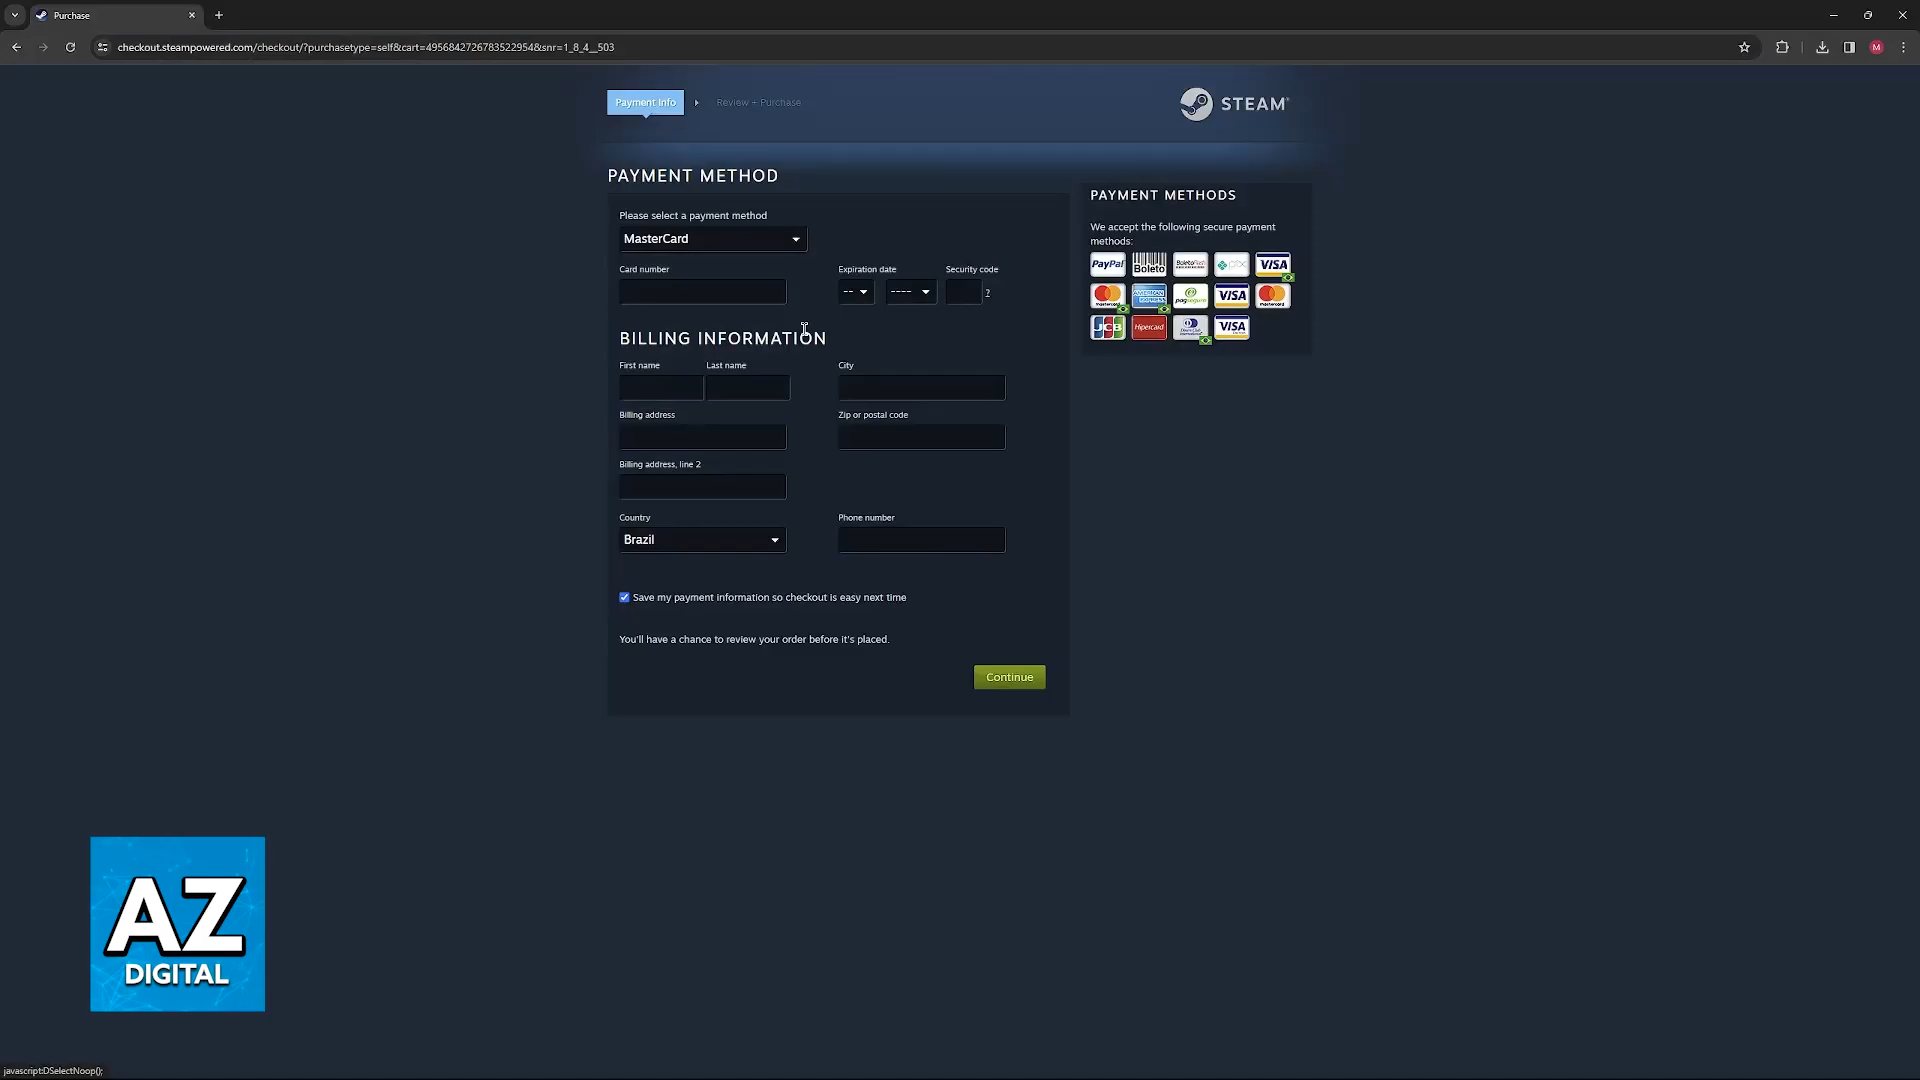 Purchase
checkout.steampowered.com/checkout/?purchasetype=self&cart=4956842726783522954&snr=1_8_4__503
M
Payment Info
Review + Purchase
STEAM
PAYMENT METHOD
Please select a payment method
MasterCard
Card number
Expiration date
Security code
--
----
?
BILLING INFORMATION
First name
Last name
City
Billing address
Zip or postal code
Billing address, line 2
Country
Phone number
Brazil
Save my payment information so checkout is easy next time
You'll have a chance to review your order before it's placed.
Continue
PAYMENT METHODS
We accept the following secure payment
methods:
PayPal
Boleto
VISA
AMERICAN EXPRESS
pagseguro
VISA
JCB
Hipercard
VISA
AZ
DIGITAL
javascript:DSelectNoop();